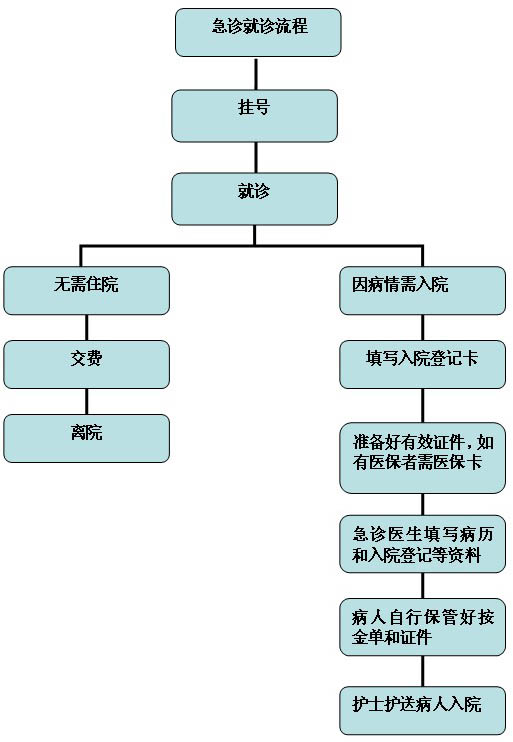 急诊就诊流程
挂号
就诊
无需住院
交费
离院
因病情需入院
填写入院登记卡
准备好有效证件，如
有医保者需医保卡
急诊医生填写病历
和入院登记等资料
病人自行保管好按
金单和证件
护士护送病人入院